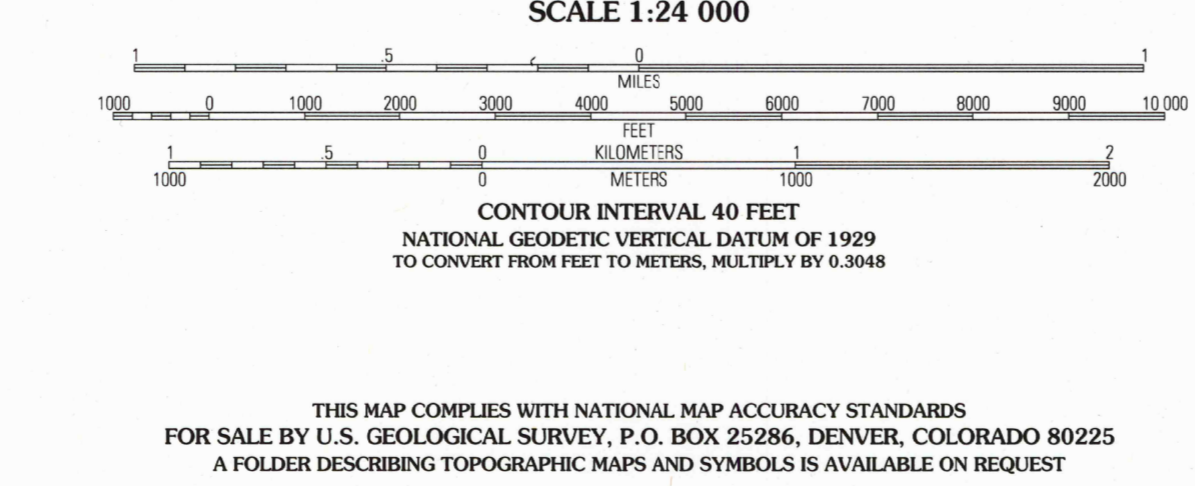 SCALE 1:24 000
1 .5 0 1
MILES
1000 0 1000 2000 3000 4000 5000 6000 7000 8000 9000 10 000
FEET
1 .5 0 KILOMETERS 1 2
1000 0 METERS 1000 2000
CONTOUR INTERVAL 40 FEET
NATIONAL GEODETIC VERTICAL DATUM OF 1929
TO CONVERT FROM FEET TO METERS, MULTIPLY BY 0.3048
THIS MAP COMPLIES WITH NATIONAL MAP ACCURACY STANDARDS
FOR SALE BY U.S. GEOLOGICAL SURVEY, P.O. BOX 25286, DENVER, COLORADO 80225
A FOLDER DESCRIBING TOPOGRAPHIC MAPS AND SYMBOLS IS AVAILABLE ON REQUEST